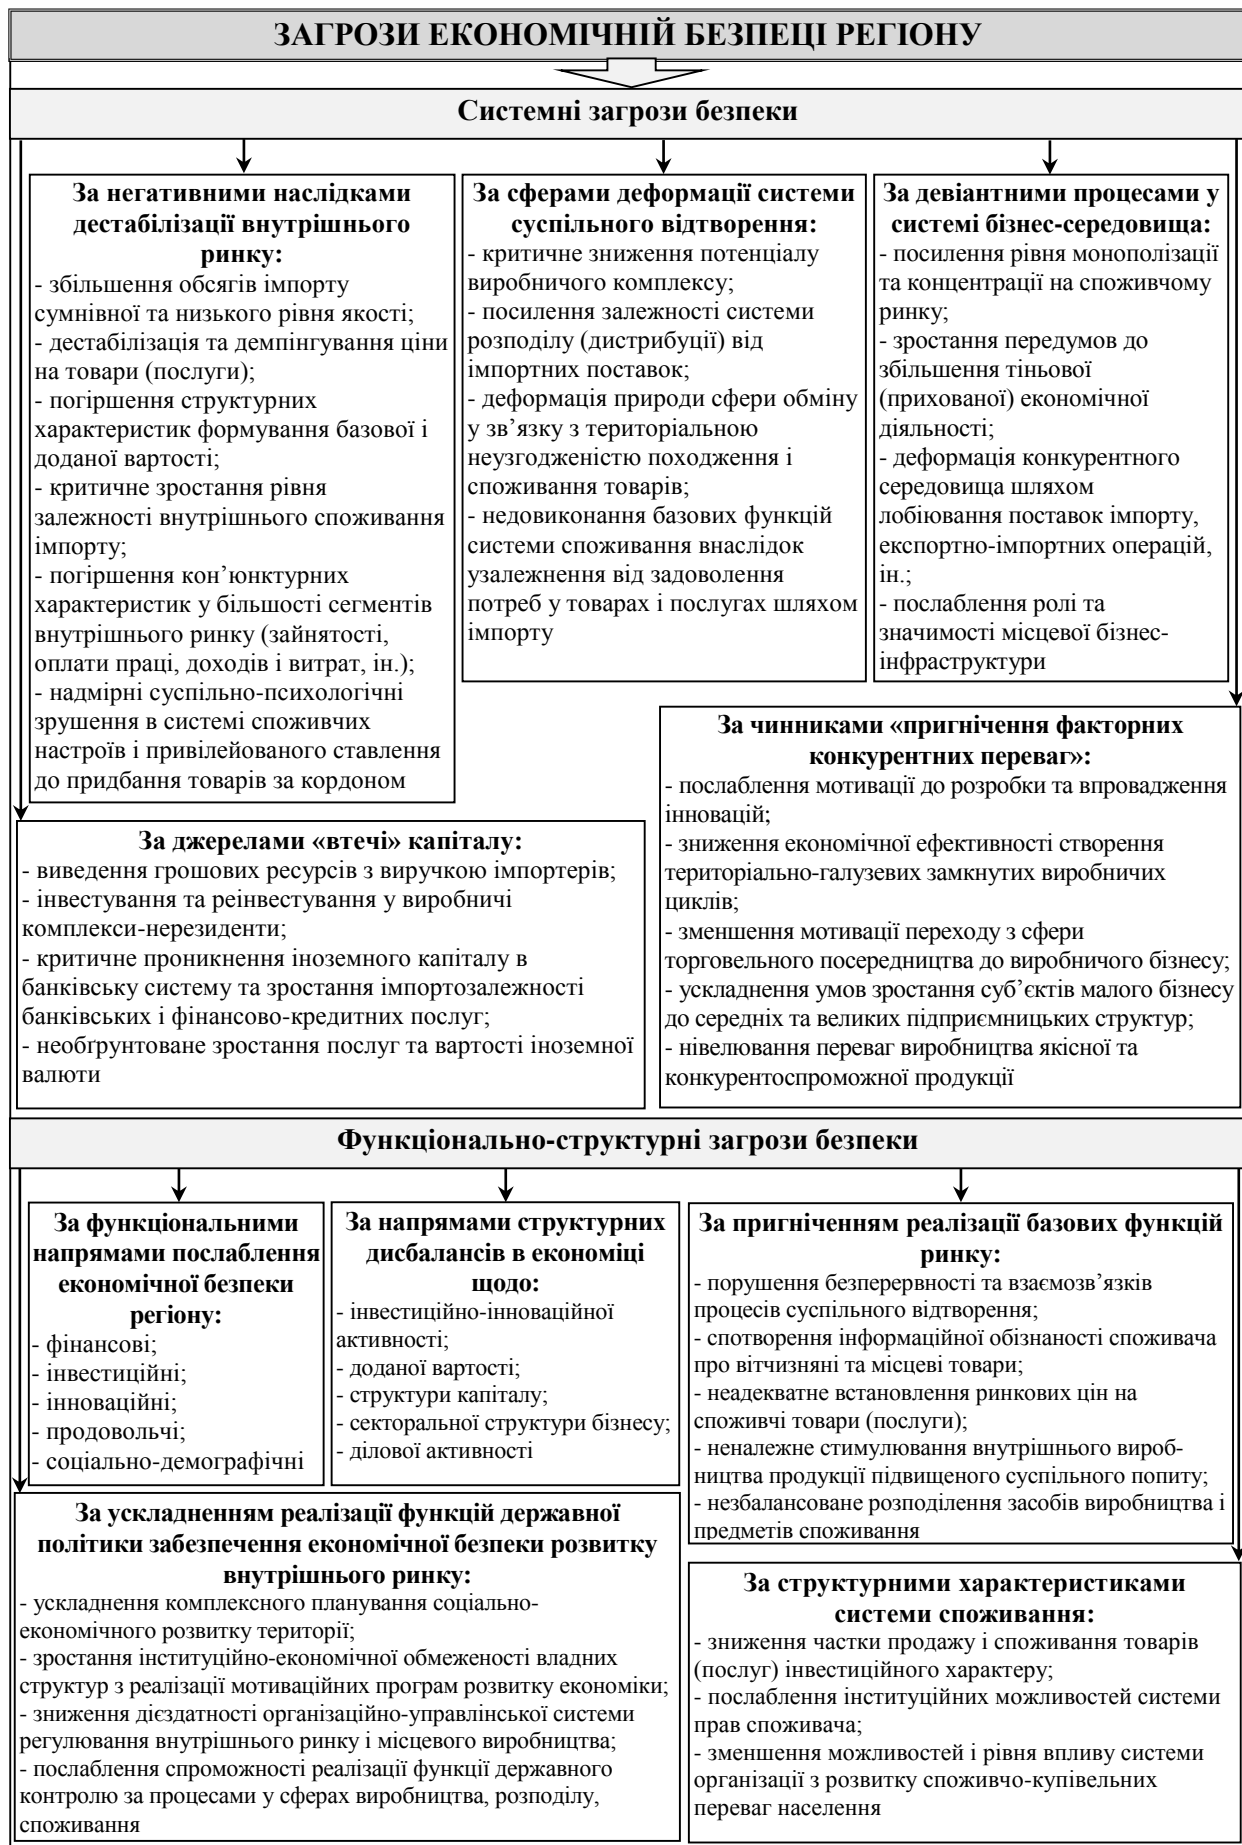 ЗАГРОЗИ ЕКОНОМІЧНІЙ БЕЗПЕЦІ РЕГІОНУ
Системні загрози безпеки
За негативними наслідками
дестабілізації внутрішнього
ринку:
- збільшення обсягів імпорту
сумнівної та низького рівня якості;
- дестабілізація та демпінгування ціни
на товари (послуги);
- погіршення структурних
характеристик формування базової і
доданої вартості;
- критичне зростання рівня
залежності внутрішнього споживання
імпорту;
- погіршення кон’юнктурних
характеристик у більшості сегментів
внутрішнього ринку (зайнятості,
оплати праці, доходів і витрат, ін.);
- надмірні суспільно-психологічні
зрушення в системі споживчих
настроїв і привілейованого ставлення
до придбання товарів за кордоном
За сферами деформації системи
суспільного відтворення:
- критичне зниження потенціалу
виробничого комплексу;
- посилення залежності системи
розподілу (дистрибуції) від
імпортних поставок;
- деформація природи сфери обміну
у зв’язку з територіальною
неузгодженістю походження і
споживання товарів;
- недовиконання базових функцій
системи споживання внаслідок
узалежнення від задоволення
потреб у товарах і послугах шляхом
імпорту
За девіантними процесами у
системі бізнес-середовища:
- посилення рівня монополізації
та концентрації на споживчому
ринку;
- зростання передумов до
збільшення тіньової
(прихованої) економічної
діяльності;
- деформація конкурентного
середовища шляхом
лобіювання поставок імпорту,
експортно-імпортних операцій,
ін.;
- послаблення ролі та
значимості місцевої бізнес-
інфраструктури
За чинниками «пригнічення факторних
конкурентних переваг»:
- послаблення мотивації до розробки та впровадження
інновацій;
- зниження економічної ефективності створення
територіально-галузевих замкнутих виробничих
циклів;
- зменшення мотивації переходу з сфери
торговельного посередництва до виробничого бізнесу;
- ускладнення умов зростання суб’єктів малого бізнесу
до середніх та великих підприємницьких структур;
- нівелювання переваг виробництва якісної та
конкурентоспроможної продукції
За джерелами «втечі» капіталу:
- виведення грошових ресурсів з виручкою імпортерів;
- інвестування та реінвестування у виробничі
комплекси-нерезиденти;
- критичне проникнення іноземного капіталу в
банківську систему та зростання імпортозалежності
банківських і фінансово-кредитних послуг;
- необґрунтоване зростання послуг та вартості іноземної
валюти
Функціонально-структурні загрози безпеки
За функціональними
напрямами послаблення
економічної безпеки
регіону:
- фінансові;
- інвестиційні;
- інноваційні;
- продовольчі;
- соціально-демографічні
За напрямами структурних
дисбалансів в економіці
щодо:
- інвестиційно-інноваційної
активності;
- доданої вартості;
- структури капіталу;
- секторальної структури бізнесу;
- ділової активності
За пригніченням реалізації базових функцій
ринку:
- порушення безперервності та взаємозв’язків
процесів суспільного відтворення;
- спотворення інформаційної обізнаності споживача
про вітчизняні та місцеві товари;
- неадекватне встановлення ринкових цін на
споживчі товари (послуги);
- неналежне стимулювання внутрішнього вироб-
ництва продукції підвищеного суспільного попиту;
- незбалансоване розподілення засобів виробництва і
предметів споживання
За ускладненням реалізації функцій державної
політики забезпечення економічної безпеки розвитку
внутрішнього ринку:
- ускладнення комплексного планування соціально-
економічного розвитку території;
- зростання інституційно-економічної обмеженості владних
структур з реалізації мотиваційних програм розвитку економіки;
- зниження дієздатності організаційно-управлінської системи
регулювання внутрішнього ринку і місцевого виробництва;
- послаблення спроможності реалізації функції державного
контролю за процесами у сферах виробництва, розподілу,
споживання
За структурними характеристиками
системи споживання:
- зниження частки продажу і споживання товарів
(послуг) інвестиційного характеру;
- послаблення інституційних можливостей системи
прав споживача;
- зменшення можливостей і рівня впливу системи
організації з розвитку споживчо-купівельних
переваг населення